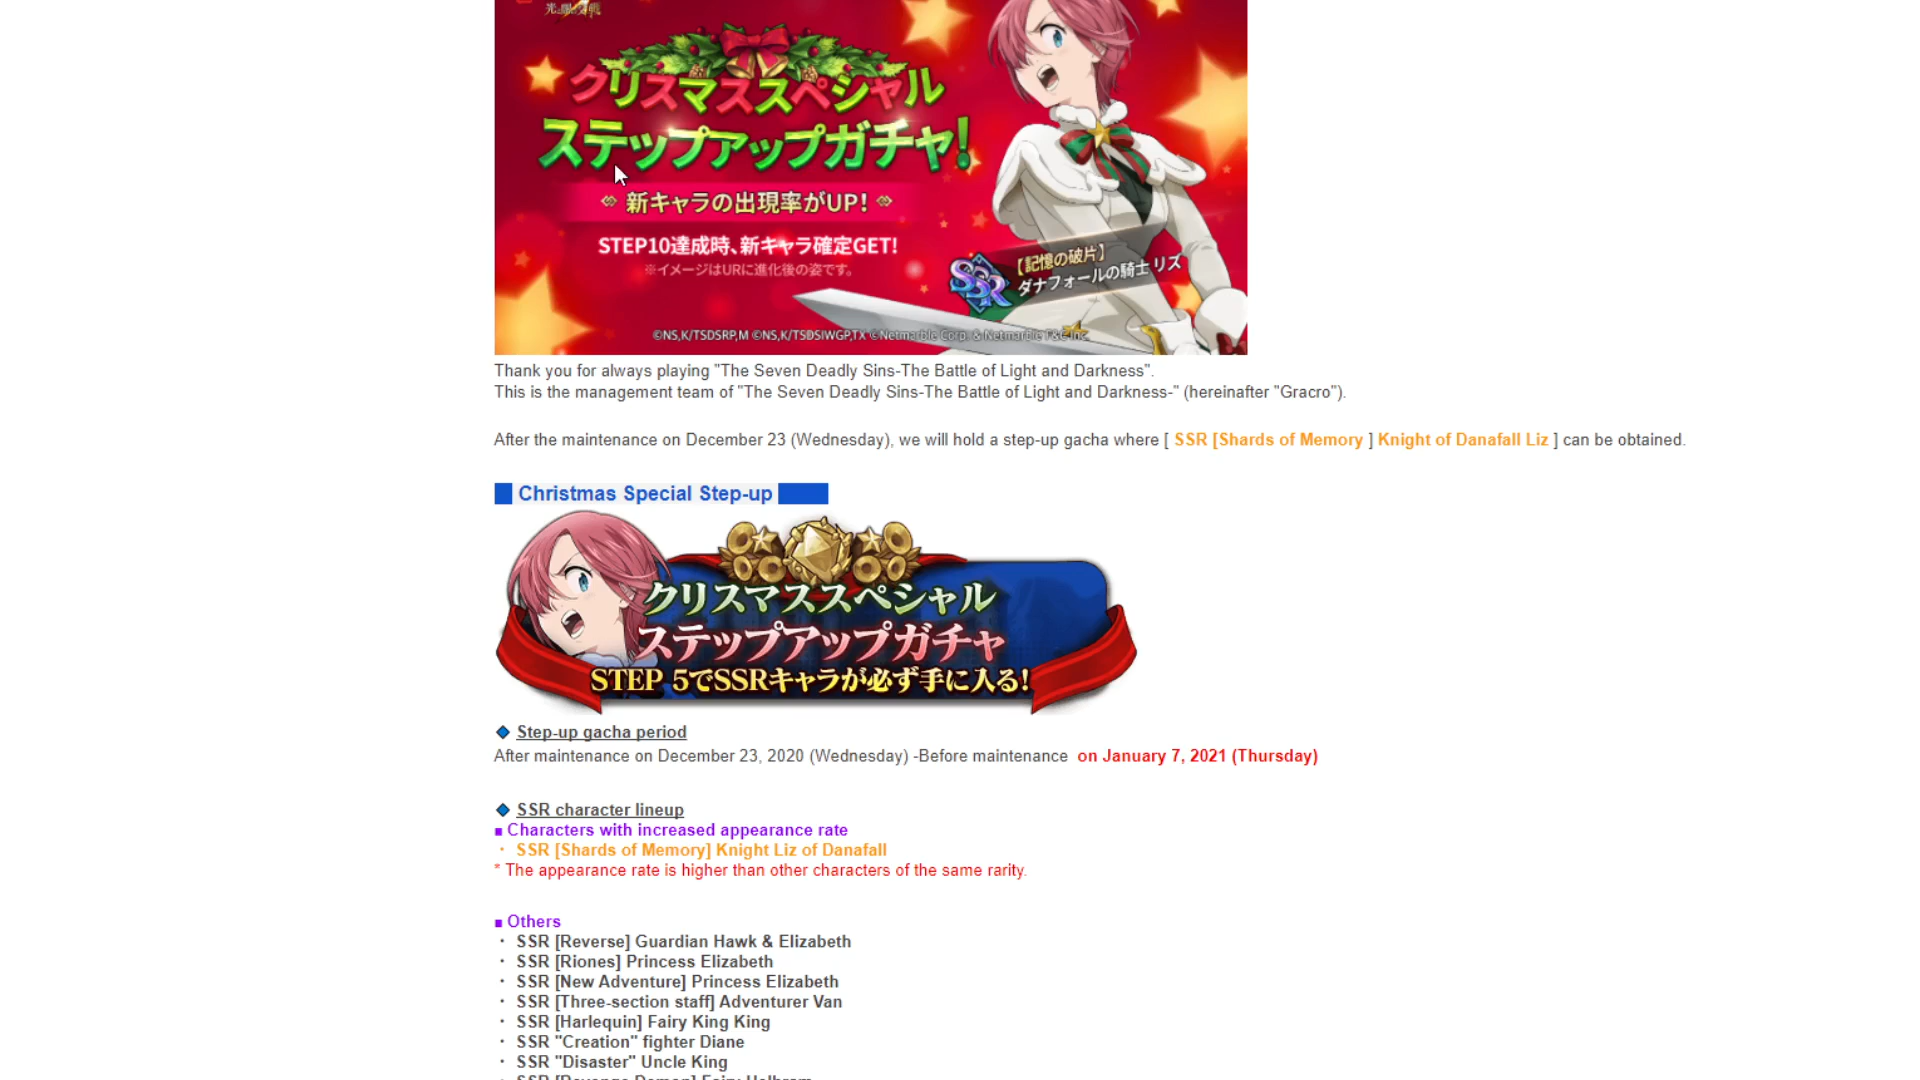 光と闇の交戦
クリスマススペシャル
ステップアップガチャ!
新キャラの出現率がUP!
STEP10達成時、新キャラ確定GET!
※イメージはURに進化後の姿です。
SSR
【記憶の破片】
ダナフォールの騎士 リズ
©NS,K/TSDSRP,M ©NS,K/TSDSIWGP,TX ©Netmarble Corp. & Netmarble F&C Inc.
Thank you for always playing "The Seven Deadly Sins-The Battle of Light and Darkness".
This is the management team of "The Seven Deadly Sins-The Battle of Light and Darkness-" (hereinafter "Gracro").
After the maintenance on December 23 (Wednesday), we will hold a step-up gacha where [ SSR [Shards of Memory ] Knight of Danafall Liz ] can be obtained.
Christmas Special Step-up
クリスマススペシャル
ステップアップガチャ
STEP 5でSSRキャラが必ず手に入る!
◆ Step-up gacha period
After maintenance on December 23, 2020 (Wednesday) -Before maintenance on January 7, 2021 (Thursday)
◆ SSR character lineup
■ Characters with increased appearance rate
・ SSR [Shards of Memory] Knight Liz of Danafall
* The appearance rate is higher than other characters of the same rarity.
■ Others
・ SSR [Reverse] Guardian Hawk & Elizabeth
・ SSR [Riones] Princess Elizabeth
・ SSR [New Adventure] Princess Elizabeth
・ SSR [Three-section staff] Adventurer Van
・ SSR [Harlequin] Fairy King King
・ SSR "Creation" fighter Diane
・ SSR "Disaster" Uncle King
・ SSR [Revenge Demon] Fairy Helbram